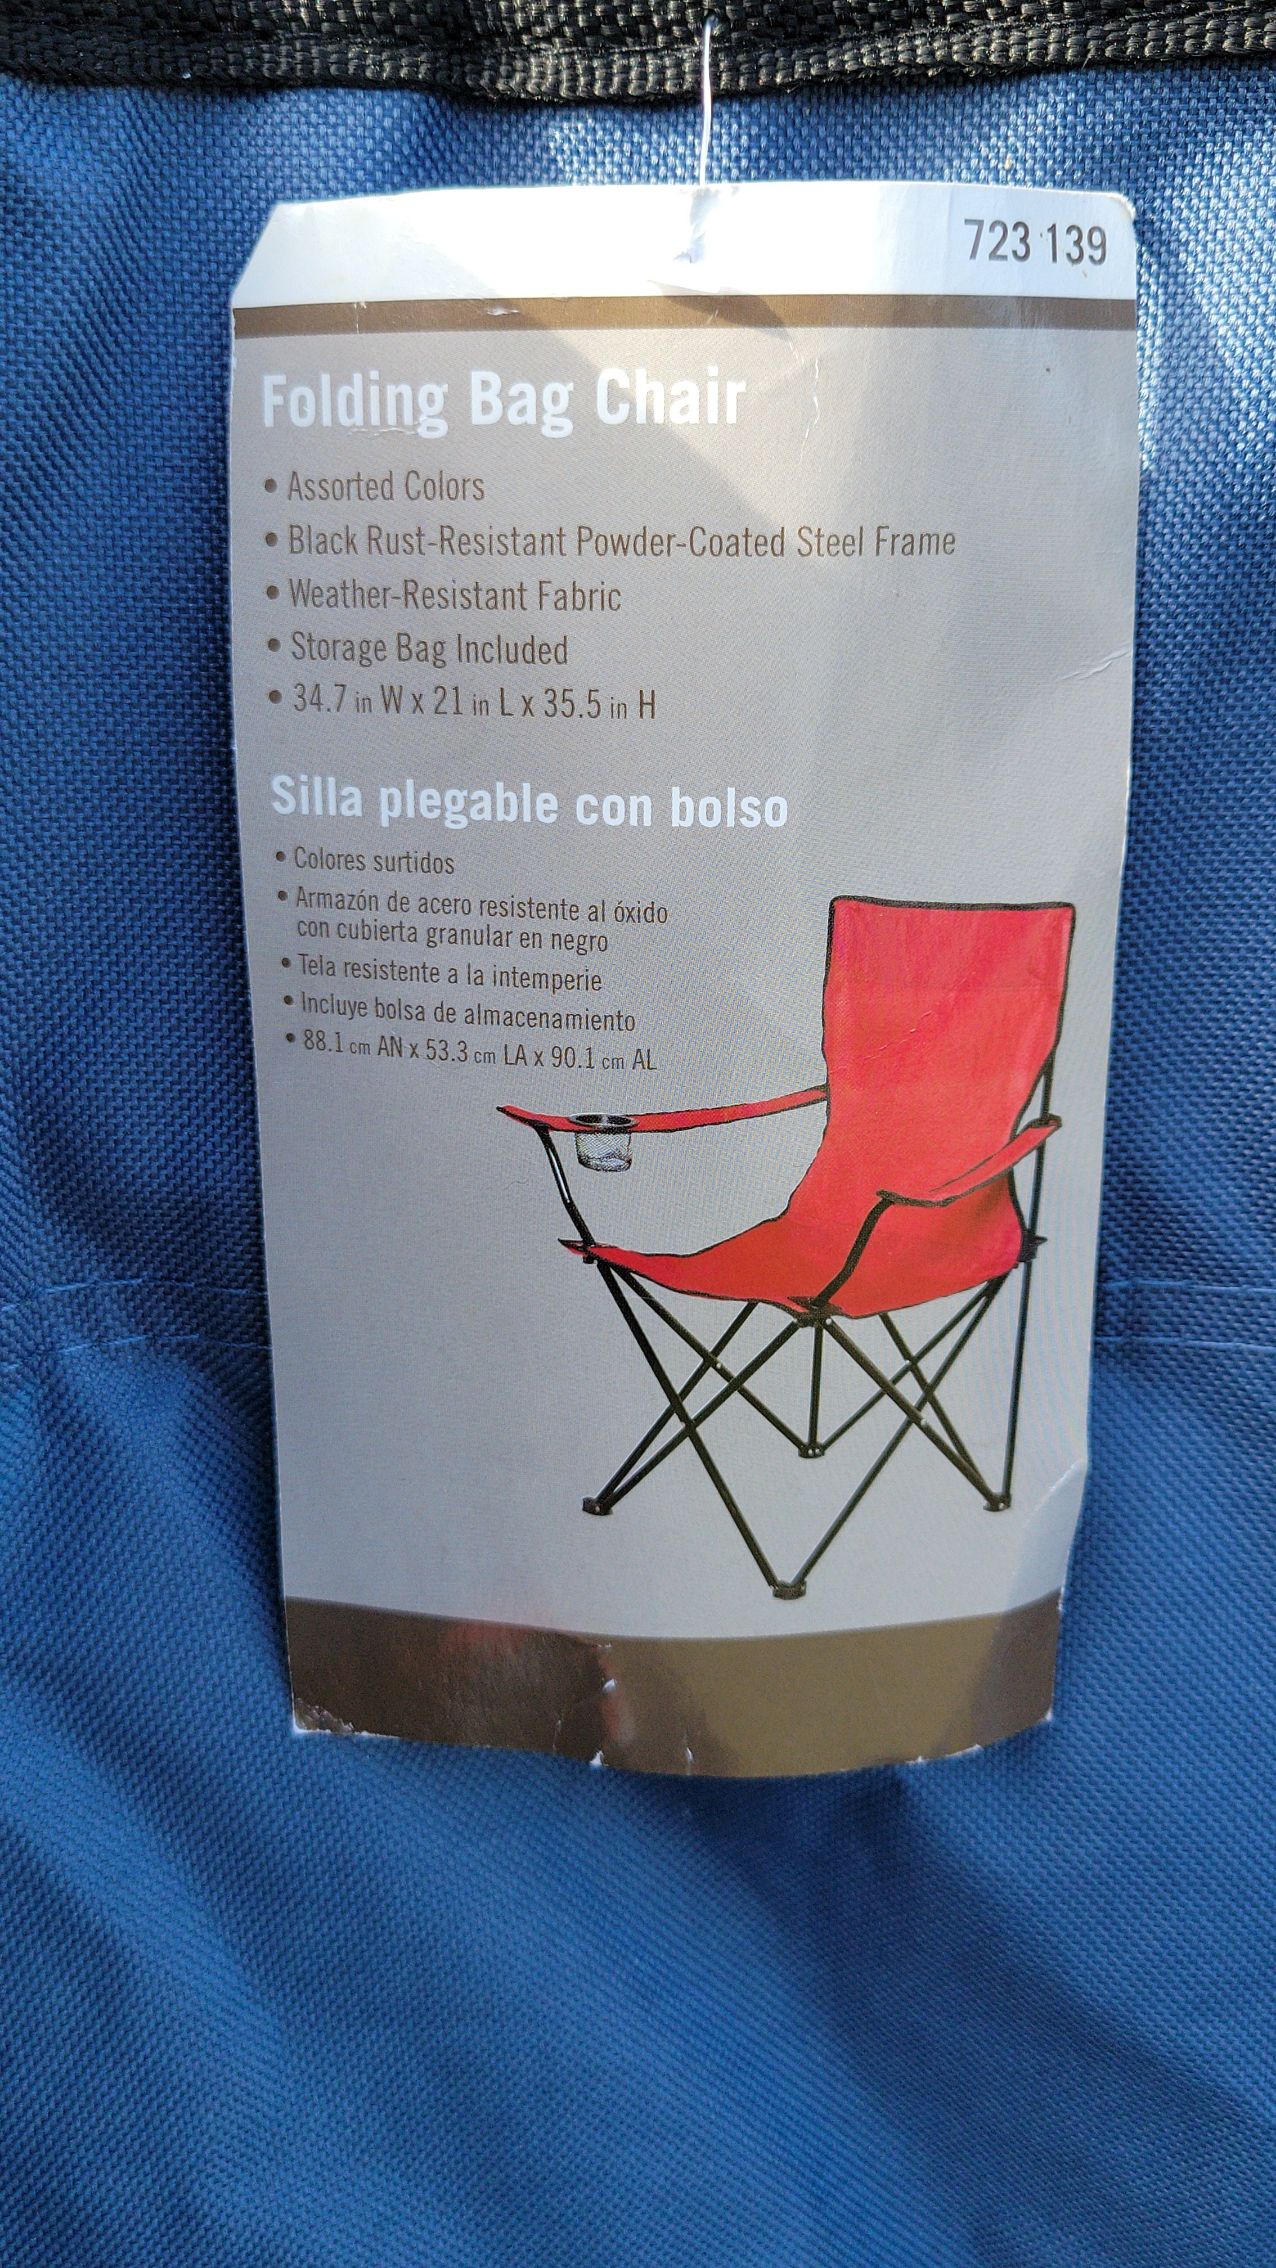 723 139
Folding Bag Chair
• Assorted Colors
• Black Rust-Resistant Powder-Coated Steel Frame
• Weather-Resistant Fabric
• Storage Bag Included
• 34.7 in W x 21 in L x 35.5 in H
Silla plegable con bolso
• Colores surtidos
• Armazón de acero resistente al óxido
con cubierta granular en negro
• Tela resistente a la intemperie
• Incluye bolsa de almacenamiento
• 88.1 cm AN x 53.3 cm LA x 90.1 cm AL